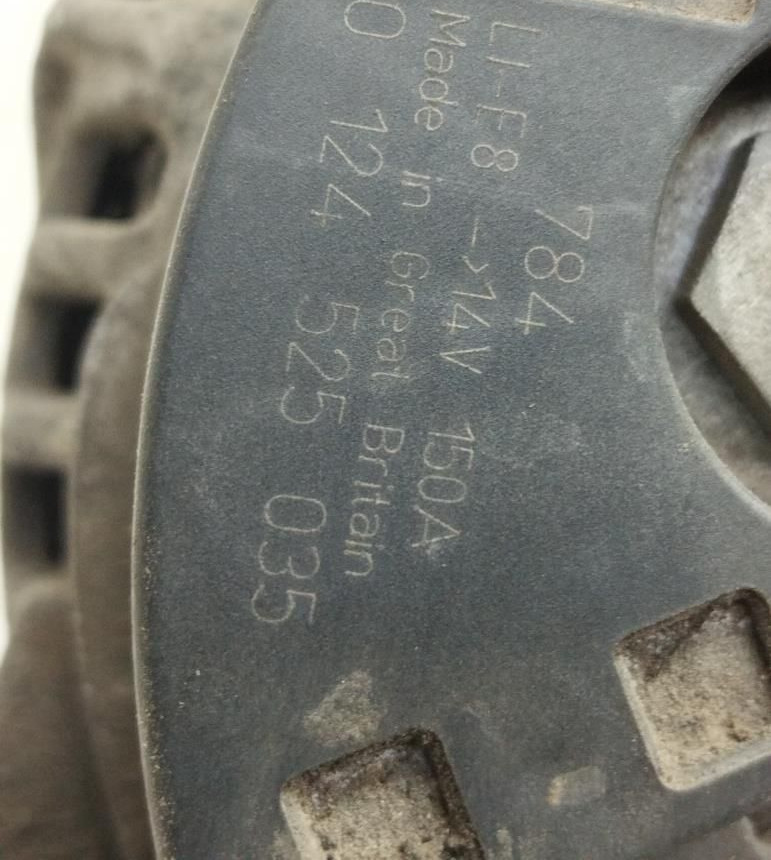 784
LI-E8 ->14V 150A
Made in Great Britain
0 124 525 035